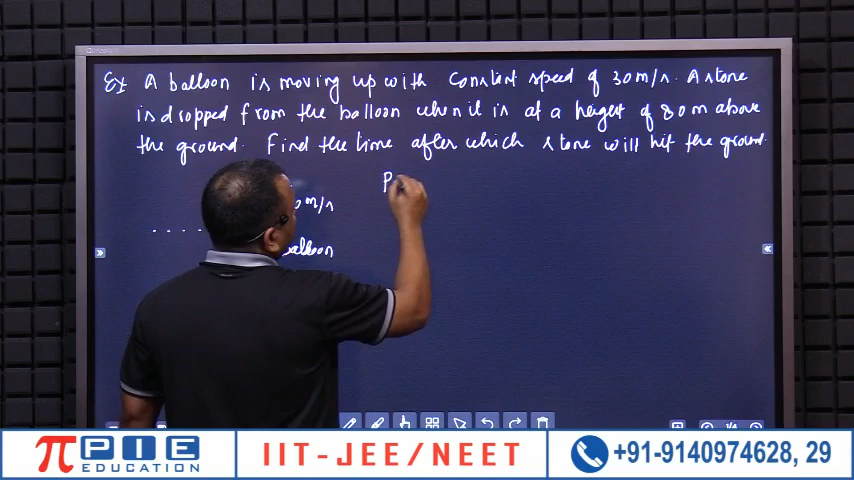 Ex A balloon is moving up with constant speed of 30m/s. A stone
is dropped from the balloon when it is at a height of 80m above
the ground. Find the time after which stone will hit the ground.
P
m/s
balloon
π PIE EDUCATION
IIT-JEE/NEET
+91-9140974628, 29